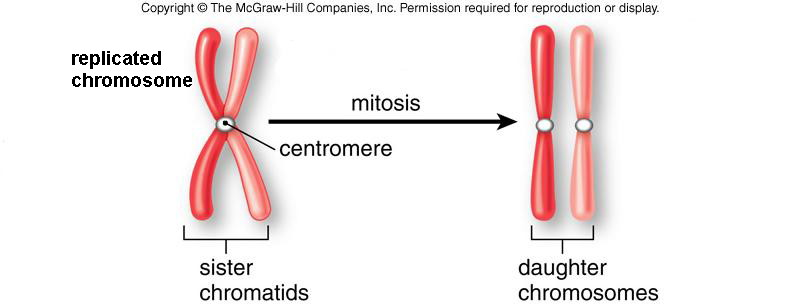 Copyright © The McGraw-Hill Companies, Inc. Permission required for reproduction or display.
replicated
chromosome
mitosis
centromere
sister
chromatids
daughter
chromosomes